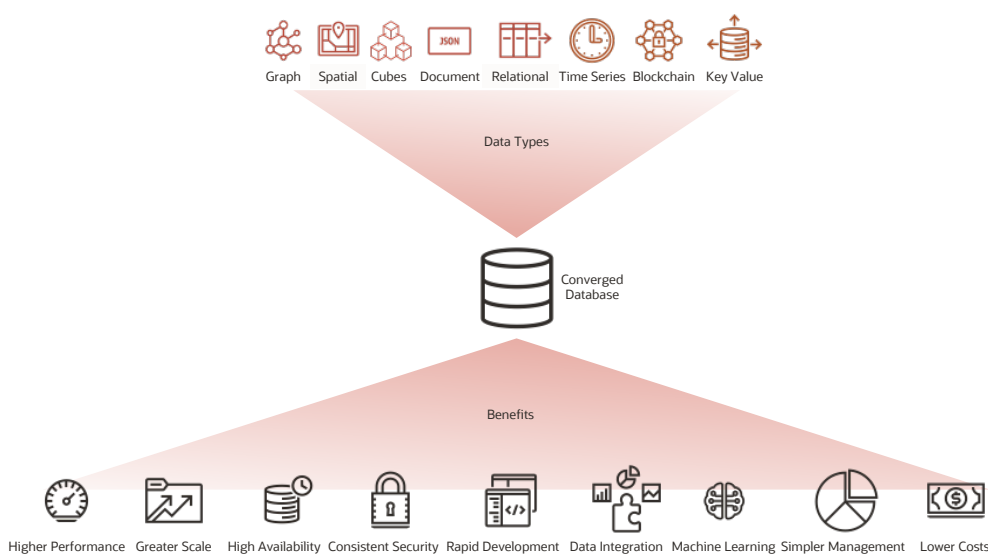 JSON
Graph Spatial Cubes Document Relational Time Series Blockchain Key Value
Data Types
Converged
Database
Benefits
Higher Performance Greater Scale High Availability Consistent Security Rapid Development Data Integration Machine Learning Simpler Management Lower Costs